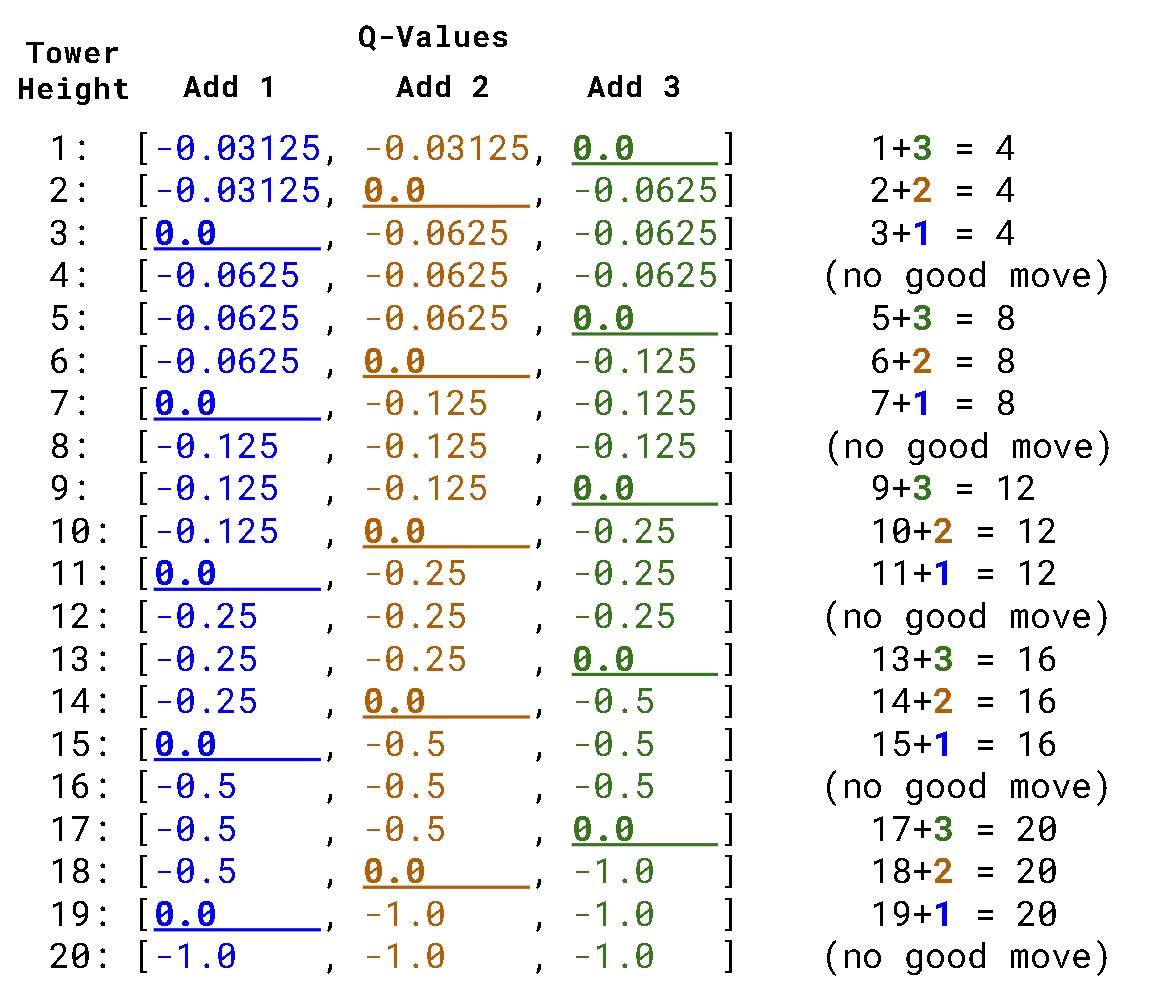 Q-Values
Tower Height Add 1 Add 2 Add 3
1: [-0.03125, -0.03125, 0.0 ] 1+3 = 4
2: [-0.03125, 0.0 , -0.0625] 2+2 = 4
3: [0.0 , -0.0625 , -0.0625] 3+1 = 4
4: [-0.0625 , -0.0625 , -0.0625] (no good move)
5: [-0.0625 , -0.0625 , 0.0 ] 5+3 = 8
6: [-0.0625 , 0.0 , -0.125 ] 6+2 = 8
7: [0.0 , -0.125 , -0.125 ] 7+1 = 8
8: [-0.125 , -0.125 , -0.125 ] (no good move)
9: [-0.125 , -0.125 , 0.0 ] 9+3 = 12
10: [-0.125 , 0.0 , -0.25 ] 10+2 = 12
11: [0.0 , -0.25 , -0.25 ] 11+1 = 12
12: [-0.25 , -0.25 , -0.25 ] (no good move)
13: [-0.25 , -0.25 , 0.0 ] 13+3 = 16
14: [-0.25 , 0.0 , -0.5 ] 14+2 = 16
15: [0.0 , -0.5 , -0.5 ] 15+1 = 16
16: [-0.5 , -0.5 , -0.5 ] (no good move)
17: [-0.5 , -0.5 , 0.0 ] 17+3 = 20
18: [-0.5 , 0.0 , -1.0 ] 18+2 = 20
19: [0.0 , -1.0 , -1.0 ] 19+1 = 20
20: [-1.0 , -1.0 , -1.0 ] (no good move)